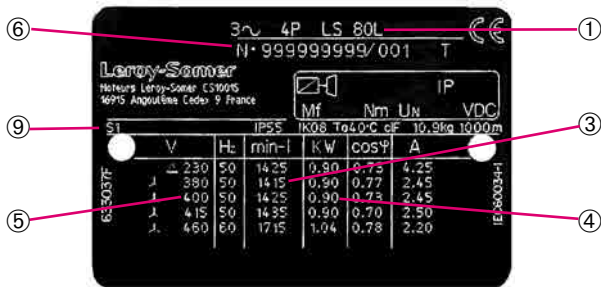 3∿ 4P LS 80L
N• 999999999/001 T
Leroy-Somer
Moteurs Leroy-Somer CS10015
16915 Angoulême Cedex 9 France
IP
Mf Nm UN VDC
S1 IP55 IK08 Ta40°C clF 10.9kg 1000m
V Hz min-1 KW cosφ A
△ 230 50 1425 0.90 0.73 4.25
⅄ 380 50 1415 0.90 0.77 2.45
⅄ 400 50 1425 0.90 0.73 2.45
⅄ 415 50 1435 0.90 0.70 2.50
⅄ 460 60 1715 1.04 0.78 2.20
IEC60034-1
CE
①
③
④
⑤
⑥
⑨